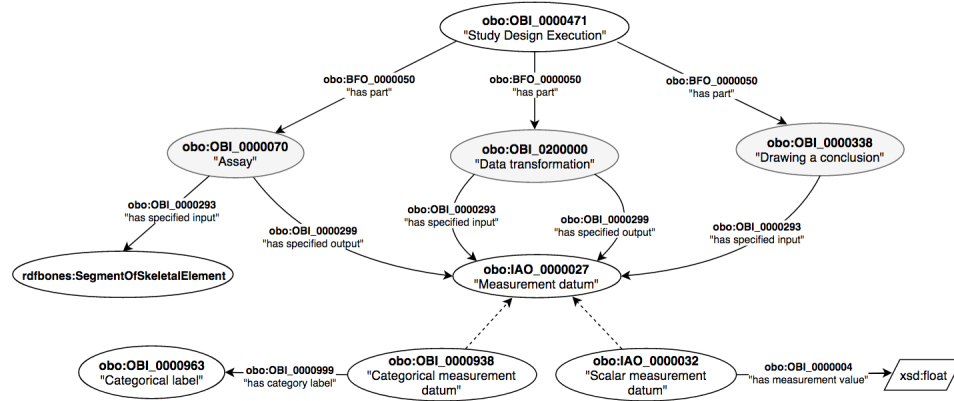 obo:OBI_0000471
"Study Design Execution"
obo:BFO_0000050
"has part"
obo:BFO_0000050
"has part"
obo:BFO_0000050
"has part"
obo:OBI_0000070
"Assay"
obo:OBI_0200000
"Data transformation"
obo:OBI_0000338
"Drawing a conclusion"
obo:OBI_0000293
"has specified input"
obo:OBI_0000299
"has specified output"
obo:OBI_0000293
"has specified input"
obo:OBI_0000299
"has specified output"
obo:OBI_0000293
"has specified input"
rdfbones:SegmentOfSkeletalElement
obo:IAO_0000027
"Measurement datum"
obo:OBI_0000963
"Categorical label"
obo:OBI_0000999
"has category label"
obo:OBI_0000938
"Categorical measurement
datum"
obo:IAO_0000032
"Scalar measurement
datum"
obo:OBI_0000004
"has measurement value"
xsd:float